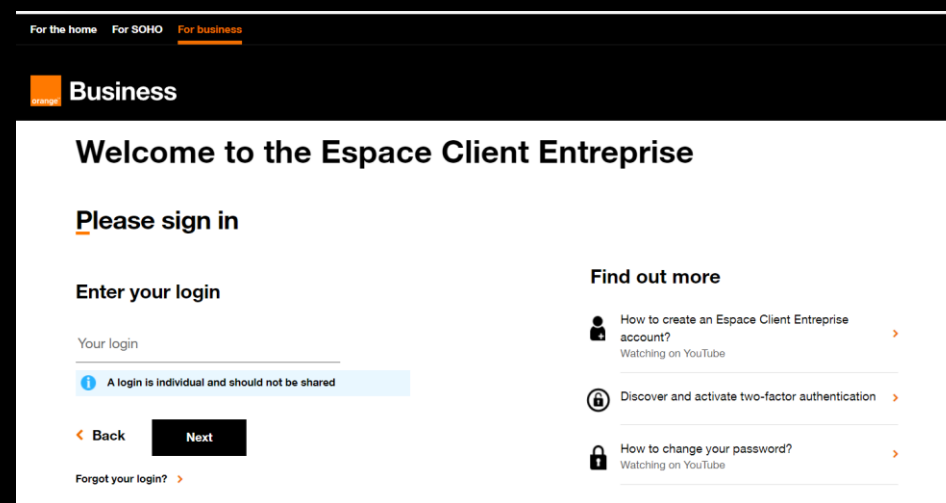 For the home For SOHO For business
orange Business
Welcome to the Espace Client Entreprise
Please sign in
Enter your login
Your login
A login is individual and should not be shared
Back Next
Forgot your login?
Find out more
How to create an Espace Client Entreprise
account?
Watching on YouTube
Discover and activate two-factor authentication
How to change your password?
Watching on YouTube